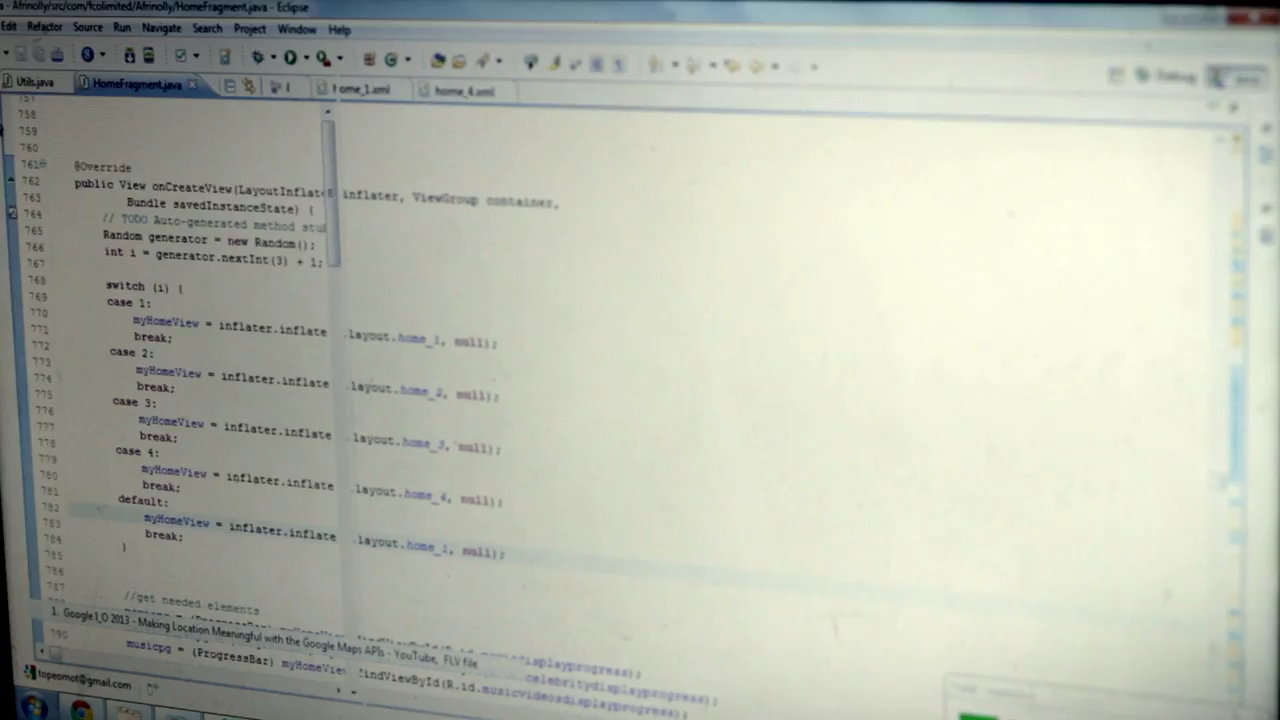 Afrinolly/src/com/fcolimited/Afrinolly/HomeFragment.java - Eclipse
Edit Refactor Source Run Navigate Search Project Window Help
Utils.java HomeFragment.java home_1.xml home_4.xml
Debug
757
758
759
760
761 @Override
762 public View onCreateView(LayoutInflate inflater, ViewGroup container,
763 Bundle savedInstanceState) {
764 // TODO Auto-generated method stu
765 Random generator = new Random();
766 int i = generator.nextInt(3) + 1;
767
768 switch (i) {
769 case 1:
770 myHomeView = inflater.inflate .layout.home_1, null);
771 break;
772 case 2:
773 myHomeView = inflater.inflate .layout.home_2, null);
774 break;
775 case 3:
776 myHomeView = inflater.inflate .layout.home_3, null);
777 break;
778 case 4:
779 myHomeView = inflater.inflate .layout.home_4, null);
780 break;
781 default:
782 myHomeView = inflater.inflate .layout.home_1, null);
783 break;
784 }
785
786
787 //get needed elements
1. Google I_O 2013 - Making Location Meaningful with the Google Maps APIs - YouTube, FLV file
displayprogress);
celebritydisplayprogress);
790 musicpg = (ProgressBar) myHomeView findViewById(R.id.musicvideosdisplayprogress);
topeomot@gmail.com